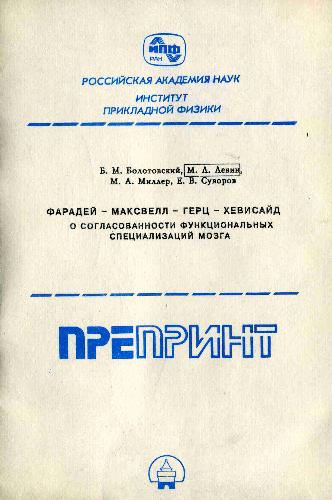 ИПФ
РАН
РОССИЙСКАЯ АКАДЕМИЯ НАУК
ИНСТИТУТ
ПРИКЛАДНОЙ ФИЗИКИ
Б. М. Болотовский, М. Л. Левин,
М. А. Миллер, Е. В. Суворов
ФАРАДЕЙ – МАКСВЕЛЛ – ГЕРЦ – ХЕВИСАЙД
О СОГЛАСОВАННОСТИ ФУНКЦИОНАЛЬНЫХ
СПЕЦИАЛИЗАЦИЙ МОЗГА
ПРЕПРИНТ